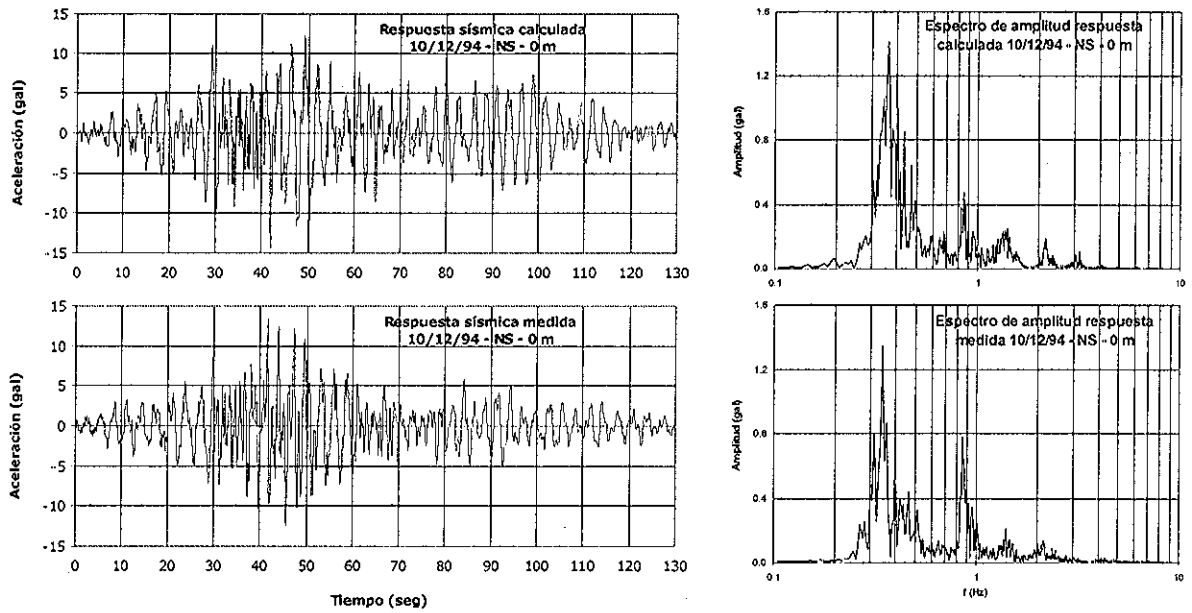 Respuesta sísmica calculada
10/12/94 - NS - 0 m
Aceleración (gal)
15
10
5
0
-5
-10
-15
0 10 20 30 40 50 60 70 80 90 100 110 120 130
Espectro de amplitud respuesta
calculada 10/12/94 - NS - 0 m
Amplitud (gal)
1.6
1.2
0.8
0.4
0.0
0.1 1 10
Respuesta sísmica medida
10/12/94 - NS - 0 m
Aceleración (gal)
15
10
5
0
-5
-10
-15
0 10 20 30 40 50 60 70 80 90 100 110 120 130
Tiempo (seg)
Espectro de amplitud respuesta
medida 10/12/94 - NS - 0 m
Amplitud (gal)
1.6
1.2
0.8
0.4
0.0
0.1 1 10
f (Hz)